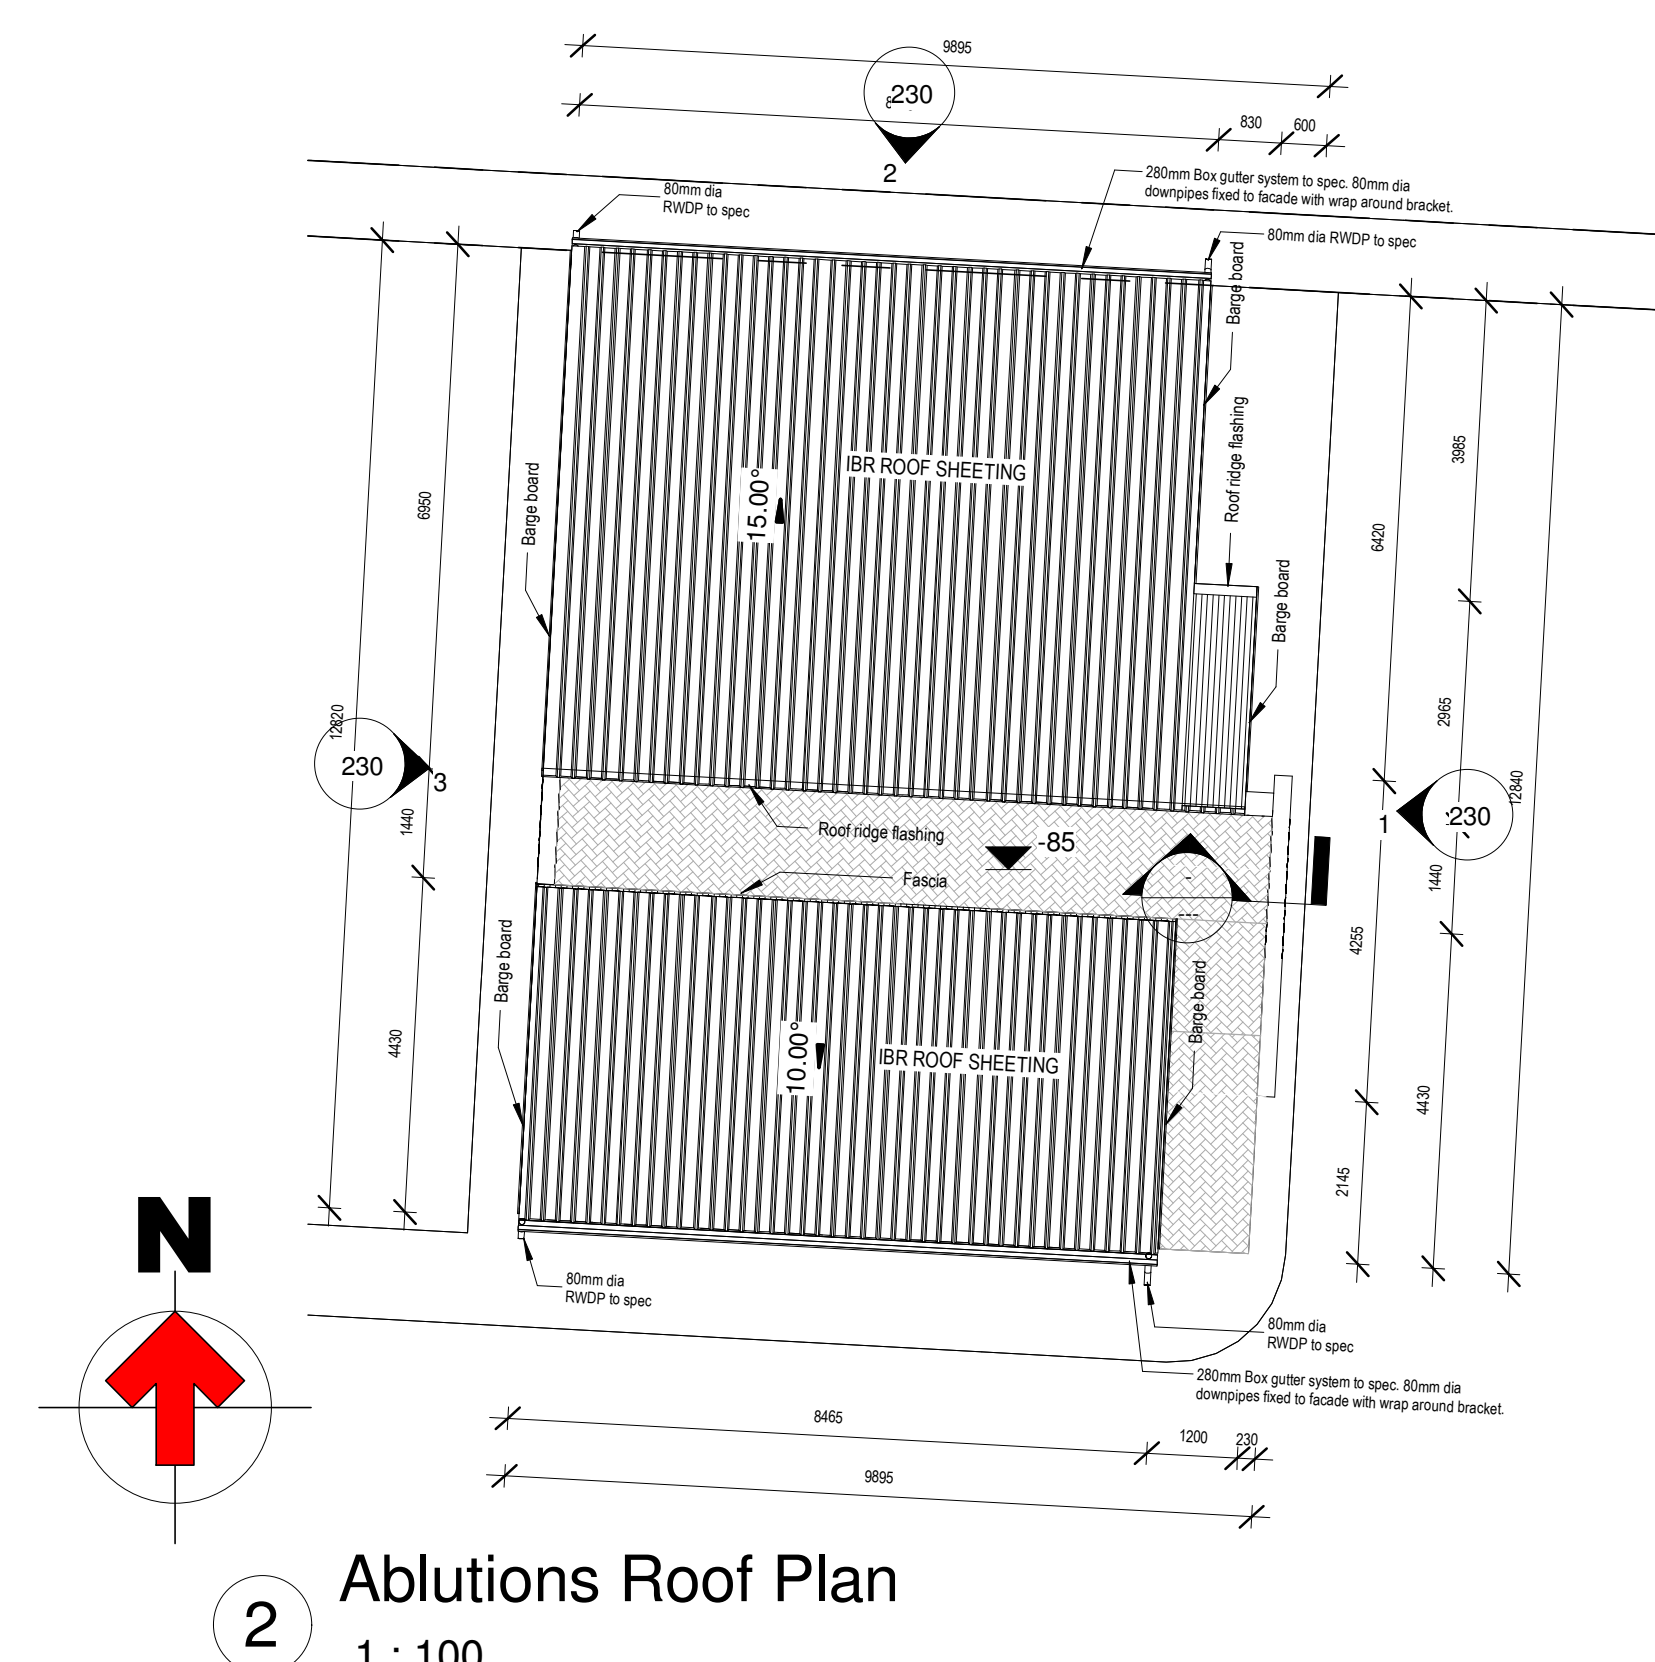 9895
230
830
600
2
280mm Box gutter system to spec. 80mm dia
downpipes fixed to facade with wrap around bracket.
80mm dia
RWDP to spec
80mm dia RWDP to spec
Barge board
Roof ridge flashing
Barge board
Barge board
IBR ROOF SHEETING
15.00°
6950
3985
6420
2965
12820
230
3
1440
12840
1
230
1440
Roof ridge flashing
-85
Fascia
-
---
Barge board
Barge board
4255
4430
4430
2145
10.00°
IBR ROOF SHEETING
N
80mm dia
RWDP to spec
80mm dia
RWDP to spec
280mm Box gutter system to spec. 80mm dia
downpipes fixed to facade with wrap around bracket.
8465
1200
230
9895
2
Ablutions Roof Plan
1 : 100